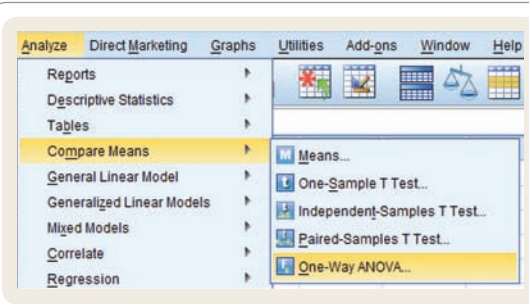 Analyze Direct Marketing Graphs Utilities Add-ons Window Help
Reports
Descriptive Statistics
Tables
Compare Means
General Linear Model
Generalized Linear Models
Mixed Models
Correlate
Regression
Means...
One-Sample T Test...
Independent-Samples T Test...
Paired-Samples T Test...
One-Way ANOVA...